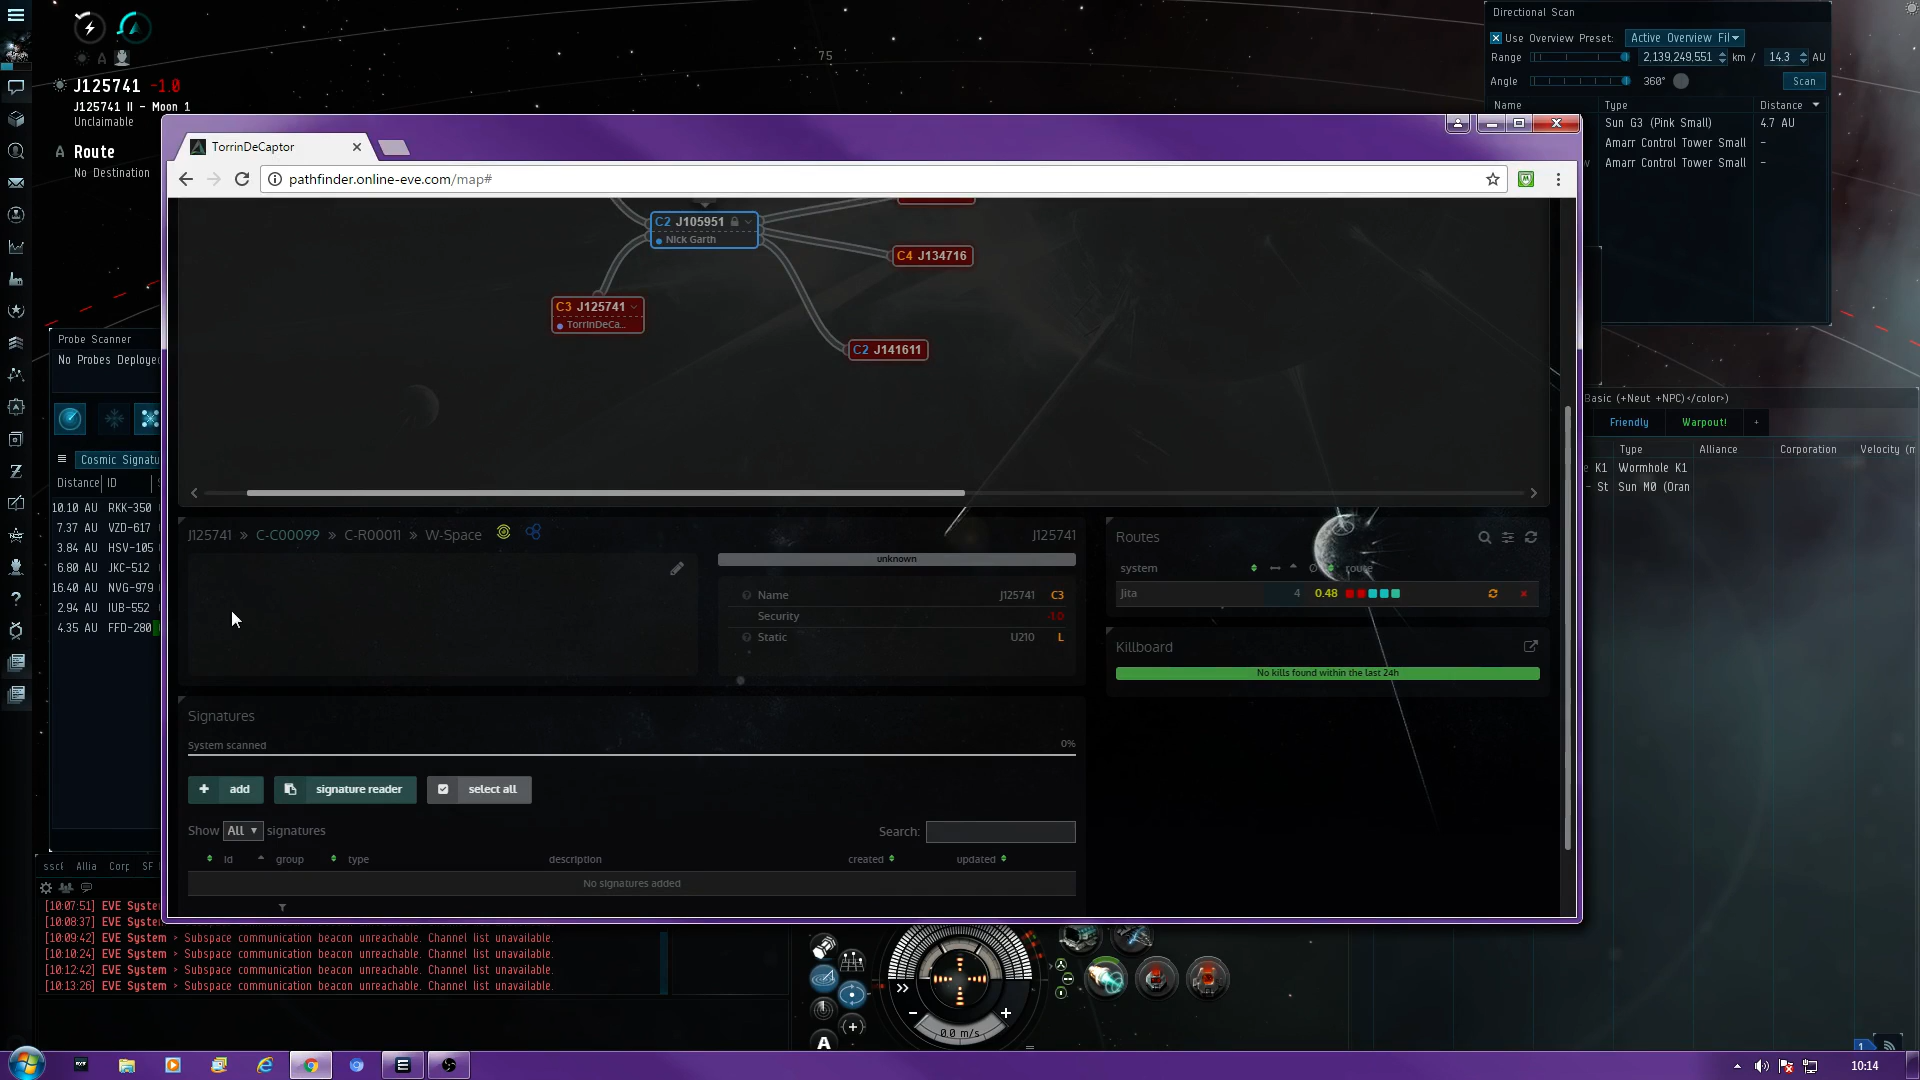 75
J125741 -1.0
J125741 II - Moon 1
Unclaimable
A Route
No Destination
Directional Scan
Use Overview Preset: Active Overview Fil
Range 2,139,249,551 km / 14.3 AU
Angle 360° Scan
Name Type Distance
Sun G3 (Pink Small) 4.7 AU
Amarr Control Tower Small -
Amarr Control Tower Small -
TorrinDeCaptor
pathfinder.online-eve.com/map#
C2 J105951
Nick Garth
C4 J134716
C3 J125741
TorrinDeCa...
C2 J141611
Probe Scanner
No Probes Deploye
Cosmic Signatu
Distance ID
10.10 AU RKK-350
7.37 AU VZD-617
3.84 AU HSV-105
6.80 AU JKC-512
16.40 AU NVG-979
2.94 AU IUB-552
4.35 AU FFD-280
J125741 » C-C00099 » C-R00011 » W-Space J125741
unknown
Name J125741 C3
Security -1.0
Static U210 L
Routes
system route
Jita 4 0.48
Killboard
No kills found within the last 24h
Signatures
System scanned 0%
add signature reader select all
Show All signatures Search:
id group type description created updated
No signatures added
Basic (+Neut +NPC)</color>)
Friendly Warpout! +
Type Alliance Corporation Velocity (m
e K1 Wormhole K1
- St Sun M0 (Oran
Allia Corp SF
[10:07:51] EVE Syste
[10:08:37] EVE System
[10:09:42] EVE System > Subspace communication beacon unreachable. Channel list unavailable.
[10:10:24] EVE System > Subspace communication beacon unreachable. Channel list unavailable.
[10:12:42] EVE System > Subspace communication beacon unreachable. Channel list unavailable.
[10:13:26] EVE System > Subspace communication beacon unreachable. Channel list unavailable.
0.0 m/s
A
1
10:14